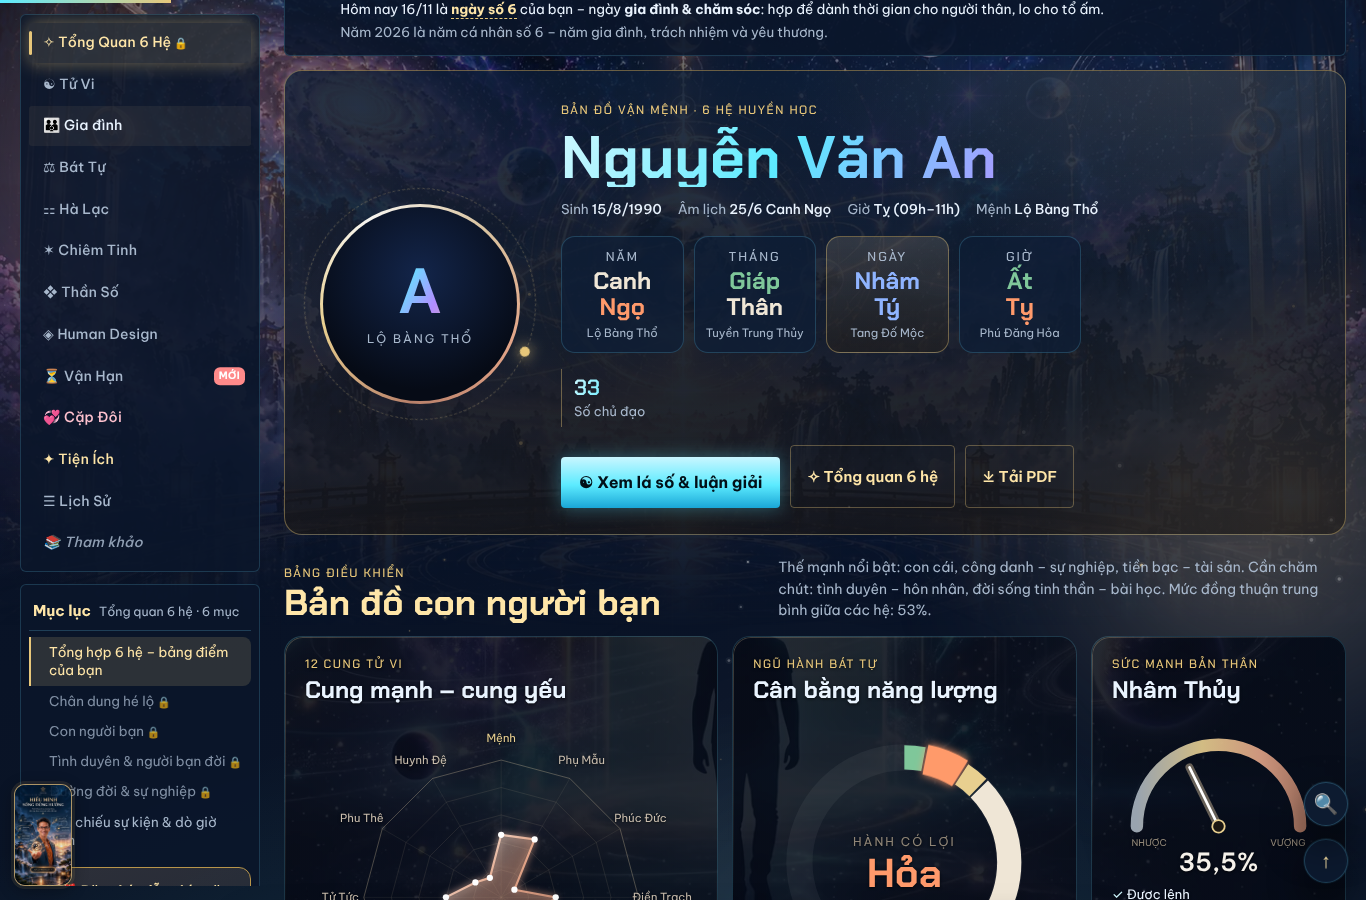 ✧ Tổng Quan 6 Hệ 🔒
☯ Tử Vi
👪 Gia đình
⚖ Bát Tự
⚏ Hà Lạc
✶ Chiêm Tinh
❖ Thần Số
◈ Human Design
⏳ Vận Hạn MỚI
💞 Cặp Đôi
✦ Tiện Ích
☰ Lịch Sử
📚 Tham khảo
Mục lục Tổng quan 6 hệ · 6 mục
Tổng hợp 6 hệ – bảng điểm
của bạn
Chân dung hé lộ 🔒
Con người bạn 🔒
Tình duyên & người bạn đời 🔒
đời & sự nghiệp 🔒
chiếu sự kiện & dò giờ
Hôm nay 16/11 là ngày số 6 của bạn – ngày gia đình & chăm sóc: hợp để dành thời gian cho người thân, lo cho tổ ấm.
Năm 2026 là năm cá nhân số 6 – năm gia đình, trách nhiệm và yêu thương.
A
LỘ BÀNG THỔ
BẢN ĐỒ VẬN MỆNH · 6 HỆ HUYỀN HỌC
Nguyễn Văn An
Sinh 15/8/1990 Âm lịch 25/6 Canh Ngọ Giờ Tỵ (09h–11h) Mệnh Lộ Bàng Thổ
NĂM
Canh
Ngọ
Lộ Bàng Thổ
THÁNG
Giáp
Thân
Tuyền Trung Thủy
NGÀY
Nhâm
Tý
Tang Đố Mộc
GIỜ
Ất
Tỵ
Phú Đăng Hỏa
33
Số chủ đạo
☯ Xem lá số & luận giải
✧ Tổng quan 6 hệ
Tải PDF
BẢNG ĐIỀU KHIỂN
Bản đồ con người bạn
Thế mạnh nổi bật: con cái, công danh – sự nghiệp, tiền bạc – tài sản. Cần chăm
chút: tình duyên – hôn nhân, đời sống tinh thần – bài học. Mức đồng thuận trung
bình giữa các hệ: 53%.
12 CUNG TỬ VI
Cung mạnh – cung yếu
Mệnh
Huynh Đệ
Phụ Mẫu
Phu Thê
Phúc Đức
Tử Tức
Điền Trạch
NGŨ HÀNH BÁT TỰ
Cân bằng năng lượng
HÀNH CÓ LỢI
Hỏa
SỨC MẠNH BẢN THÂN
Nhâm Thủy
NHƯỢC
VƯỢNG
35,5%
✓ Được lệnh
🔍
↑